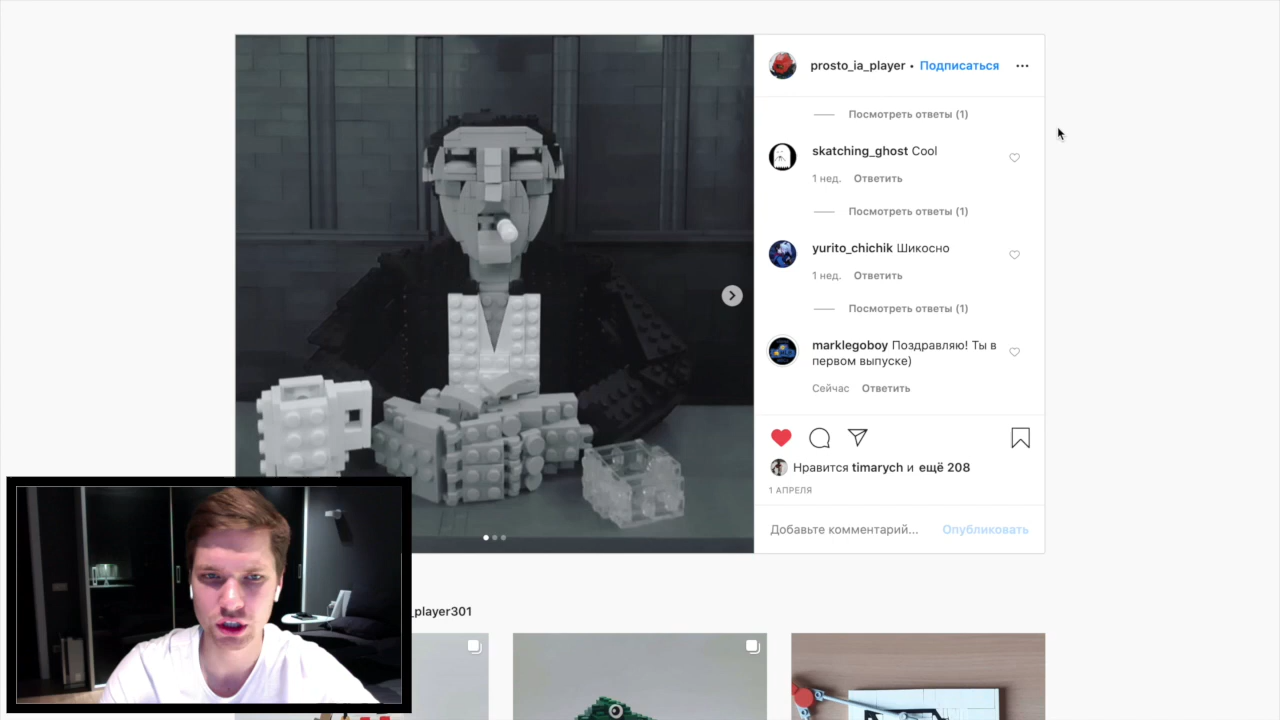 prosto_ia_player • Подписаться
Посмотреть ответы (1)
skatching_ghost Cool
1 нед. Ответить
Посмотреть ответы (1)
yurito_chichik Шикосно
1 нед. Ответить
Посмотреть ответы (1)
marklegoboy Поздравляю! Ты в
первом выпуске)
Сейчас Ответить
Нравится timarych и ещё 208
1 АПРЕЛЯ
Добавьте комментарий... Опубликовать
_player301